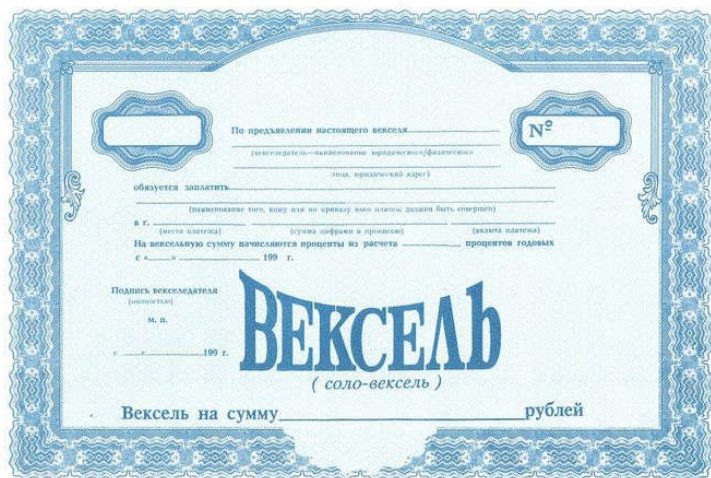 По предъявлении настоящего векселя
№
(векселедатель—наименование юридического/физического
лица, юридический адрес)
обязуется заплатить
(наименование того, кому или по приказу кого платеж должен быть совершен)
в г.
(место платежа) (сумма цифрами и прописью) (валюта платежа)
На вексельную сумму начисляются проценты из расчета процентов годовых
с «___» 199 г.
Подпись векселедателя
(полностью)
м. п.
« » 199 г.
ВЕКСЕЛЬ
( соло-вексель )
Вексель на сумму рублей